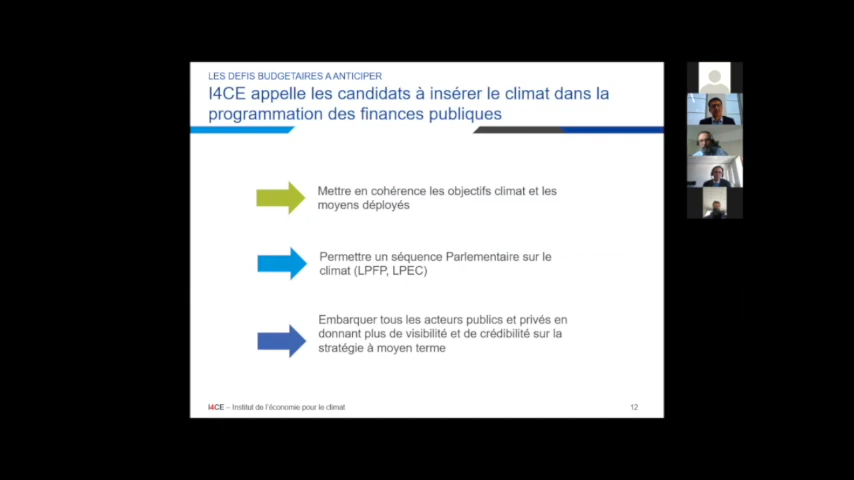 LES DEFIS BUDGETAIRES A ANTICIPER
I4CE appelle les candidats à insérer le climat dans la
programmation des finances publiques
Mettre en cohérence les objectifs climat et les
moyens déployés
Permettre un séquence Parlementaire sur le
climat (LPFP, LPEC)
Embarquer tous les acteurs publics et privés en
donnant plus de visibilité et de crédibilité sur la
stratégie à moyen terme
I4CE – Institut de l'économie pour le climat
12